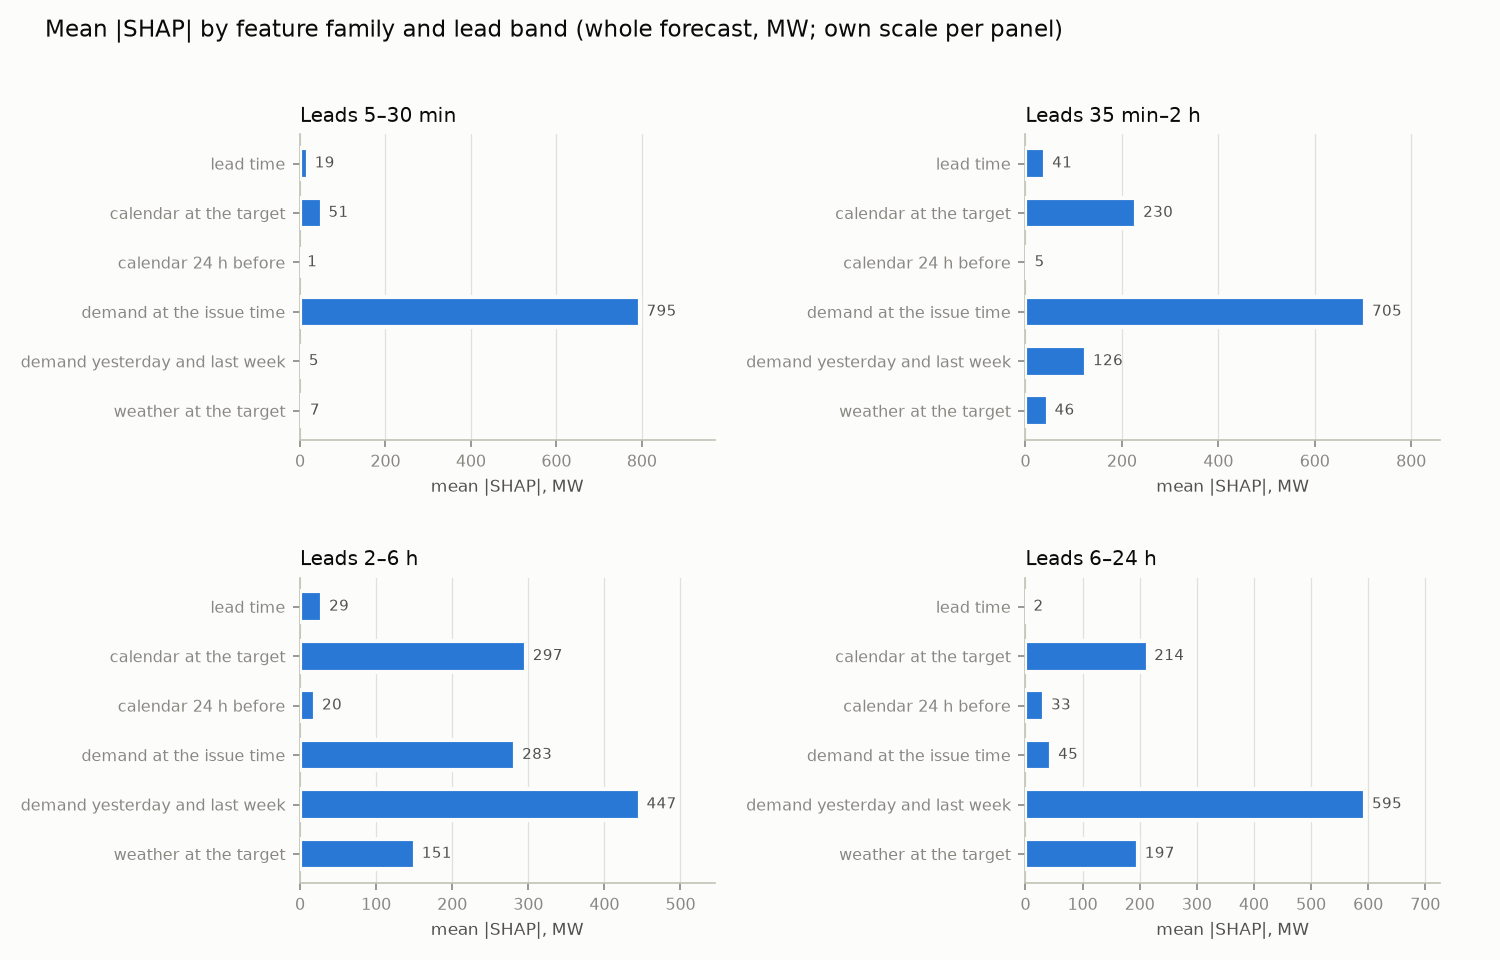 Mean |SHAP| by feature family and lead band (whole forecast, MW; own scale per panel)
Leads 5–30 min
lead time 19
calendar at the target 51
calendar 24 h before 1
demand at the issue time 795
demand yesterday and last week 5
weather at the target 7
0 200 400 600 800
mean |SHAP|, MW
Leads 35 min–2 h
lead time 41
calendar at the target 230
calendar 24 h before 5
demand at the issue time 705
demand yesterday and last week 126
weather at the target 46
0 200 400 600 800
mean |SHAP|, MW
Leads 2–6 h
lead time 29
calendar at the target 297
calendar 24 h before 20
demand at the issue time 283
demand yesterday and last week 447
weather at the target 151
0 100 200 300 400 500
mean |SHAP|, MW
Leads 6–24 h
lead time 2
calendar at the target 214
calendar 24 h before 33
demand at the issue time 45
demand yesterday and last week 595
weather at the target 197
0 100 200 300 400 500 600 700
mean |SHAP|, MW